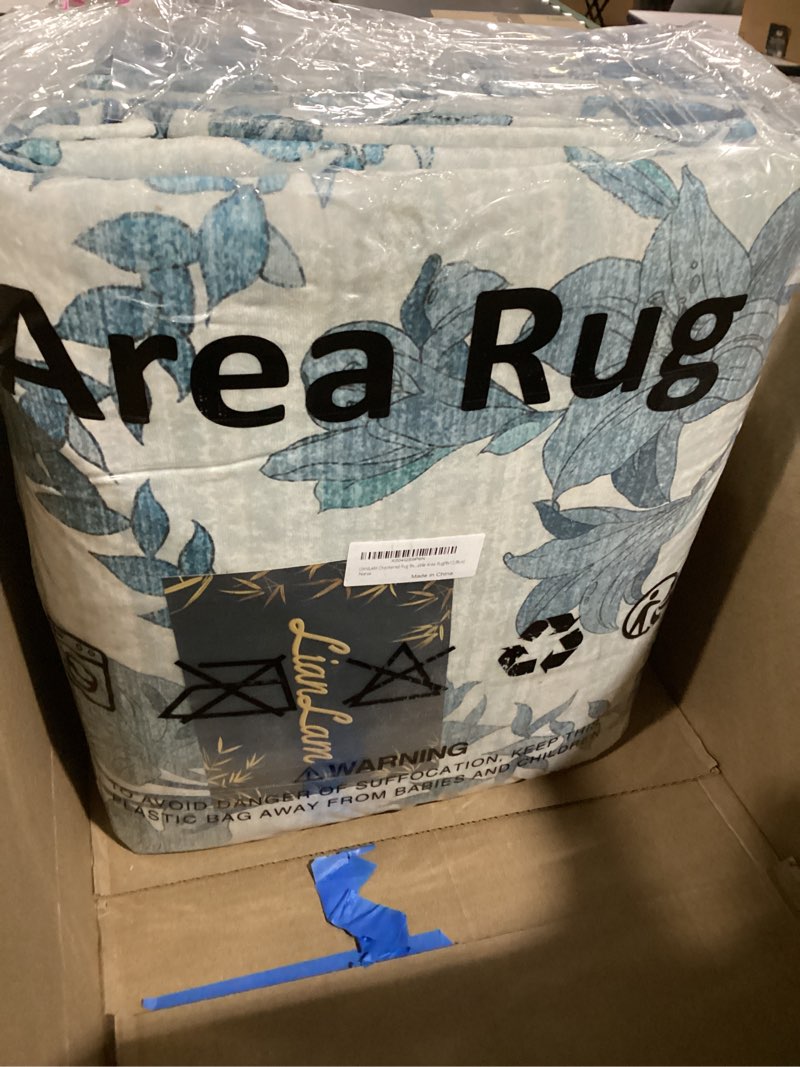 Area Rug
Made in China
LianLam
⚠ WARNING
TO AVOID DANGER OF SUFFOCATION, KEEP THIS
PLASTIC BAG AWAY FROM BABIES AND CHILDREN